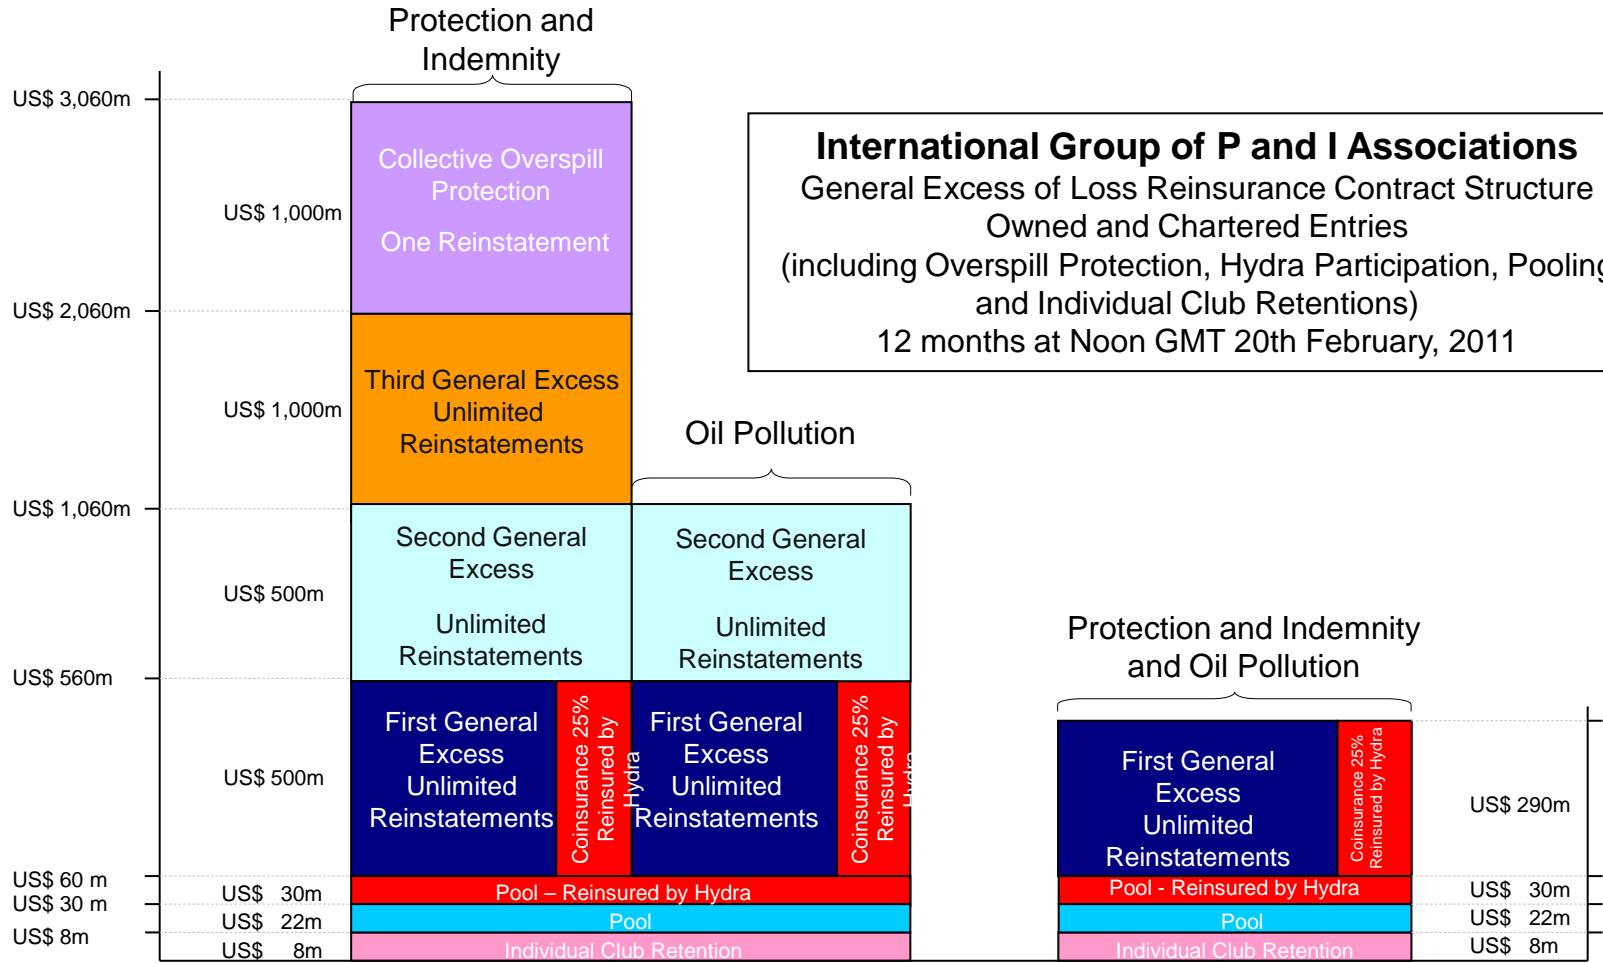 Protection and
Indemnity
US$ 3,060m
International Group of P and I Associations
General Excess of Loss Reinsurance Contract Structure
Owned and Chartered Entries
(including Overspill Protection, Hydra Participation, Pooling
and Individual Club Retentions)
12 months at Noon GMT 20th February, 2011
Collective Overspill
Protection
One Reinstatement
US$ 1,000m
US$ 2,060m
Third General Excess
Unlimited
Reinstatements
US$ 1,000m
Oil Pollution
US$ 1,060m
Second General
Excess
Unlimited
Reinstatements
Second General
Excess
Unlimited
Reinstatements
US$ 500m
US$ 560m
Protection and Indemnity
and Oil Pollution
First General
Excess
Unlimited
Reinstatements
Coinsurance 25%
Reinsured by
Hydra
First General
Excess
Unlimited
Reinstatements
Coinsurance 25%
Reinsured by
Hydra
US$ 500m
First General
Excess
Unlimited
Reinstatements
Coinsurance 25%
Reinsured by Hydra
US$ 290m
US$ 60 m
US$ 30m
Pool – Reinsured by Hydra
Pool - Reinsured by Hydra
US$ 30m
US$ 30 m
US$ 22m
Pool
Pool
US$ 22m
US$ 8m
US$ 8m
Individual Club Retention
Individual Club Retention
US$ 8m